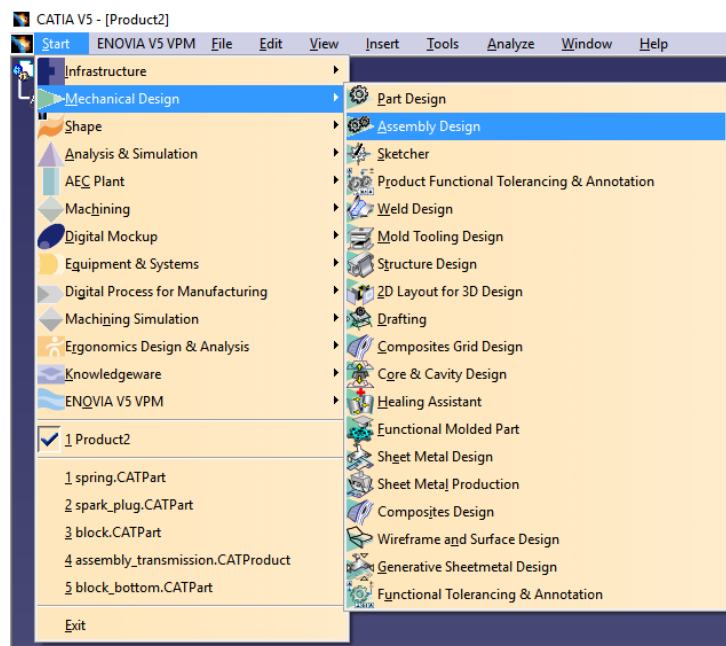 CATIA V5 - [Product2]
Start ENOVIA V5 VPM File Edit View Insert Tools Analyze Window Help
Infrastructure
Mechanical Design
Shape
Analysis & Simulation
AEC Plant
Machining
Digital Mockup
Equipment & Systems
Digital Process for Manufacturing
Machining Simulation
Ergonomics Design & Analysis
Knowledgeware
ENOVIA V5 VPM
1 Product2
1 spring.CATPart
2 spark_plug.CATPart
3 block.CATPart
4 assembly_transmission.CATProduct
5 block_bottom.CATPart
Exit
Part Design
Assembly Design
Sketcher
Product Functional Tolerancing & Annotation
Weld Design
Mold Tooling Design
Structure Design
2D Layout for 3D Design
Drafting
Composites Grid Design
Core & Cavity Design
Healing Assistant
Functional Molded Part
Sheet Metal Design
Sheet Metal Production
Composites Design
Wireframe and Surface Design
Generative Sheetmetal Design
Functional Tolerancing & Annotation